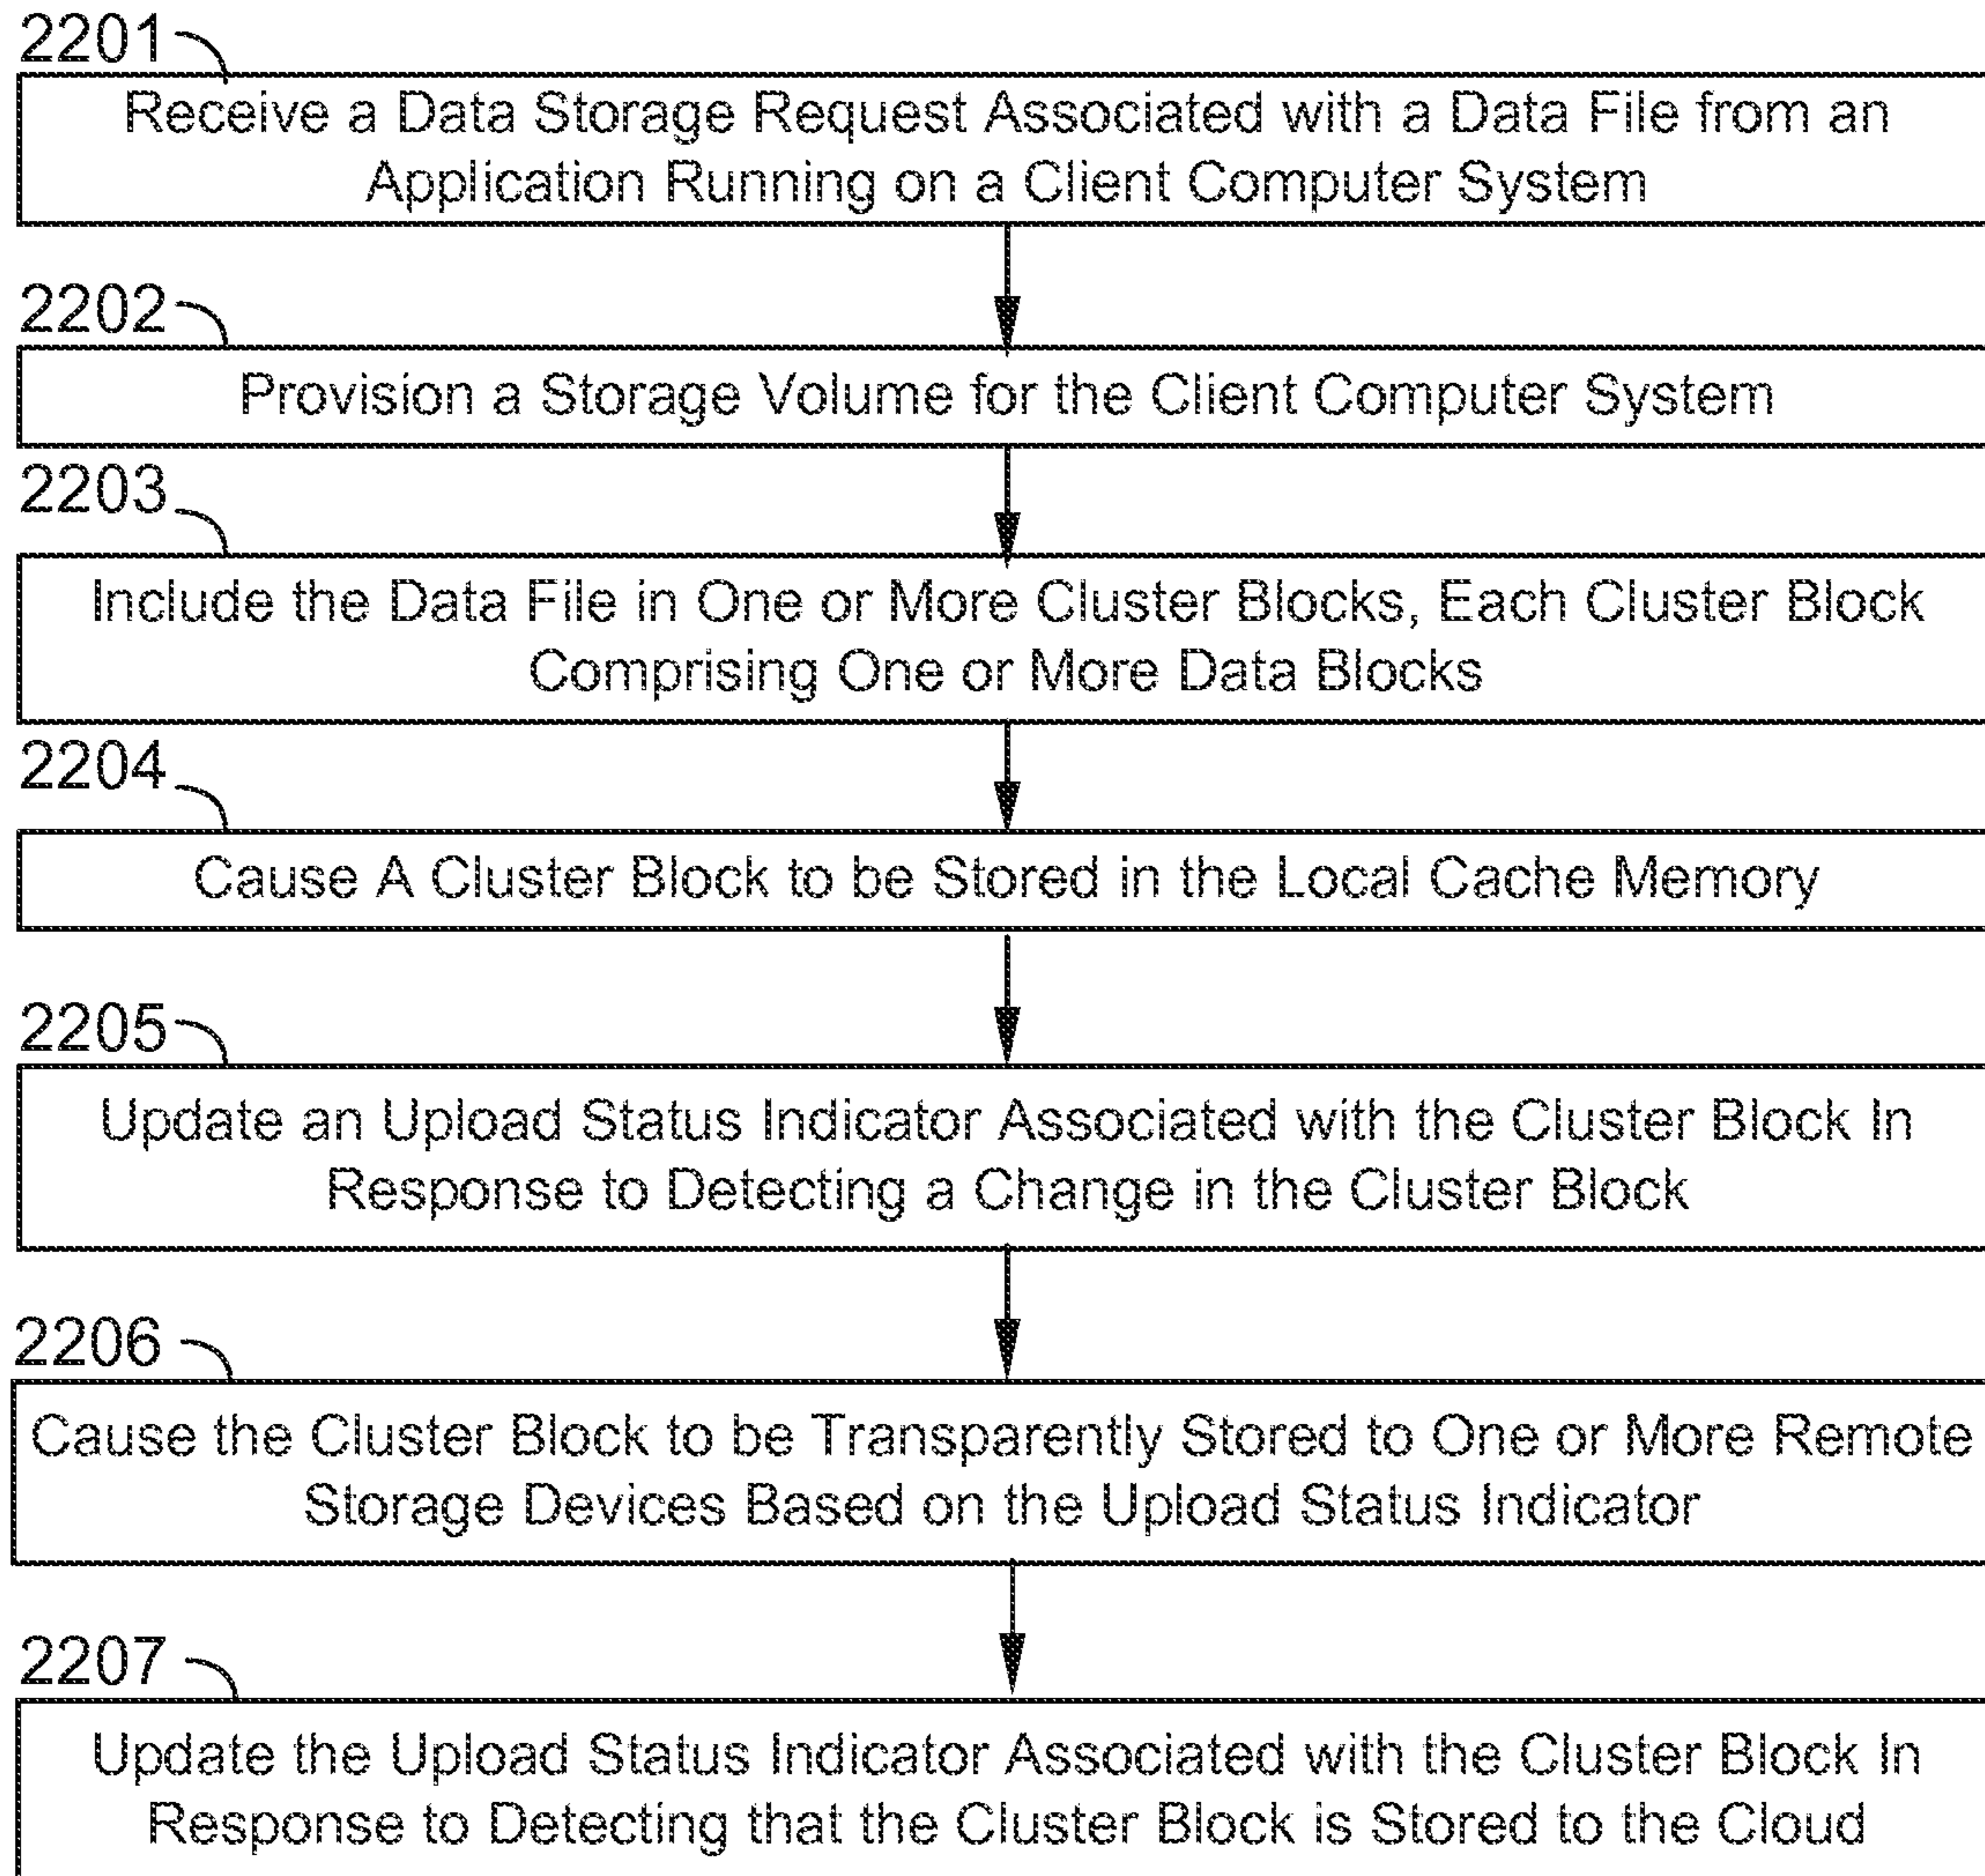 2201
Receive a Data Storage Request Associated with a Data File from an
Application Running on a Client Computer System
2202
Provision a Storage Volume for the Client Computer System
2203
Include the Data File in One or More Cluster Blocks, Each Cluster Block
Comprising One or More Data Blocks
2204
Cause A Cluster Block to be Stored in the Local Cache Memory
2205
Update an Upload Status Indicator Associated with the Cluster Block In
Response to Detecting a Change in the Cluster Block
2206
Cause the Cluster Block to be Transparently Stored to One or More Remote
Storage Devices Based on the Upload Status Indicator
2207
Update the Upload Status Indicator Associated with the Cluster Block In
Response to Detecting that the Cluster Block is Stored to the Cloud